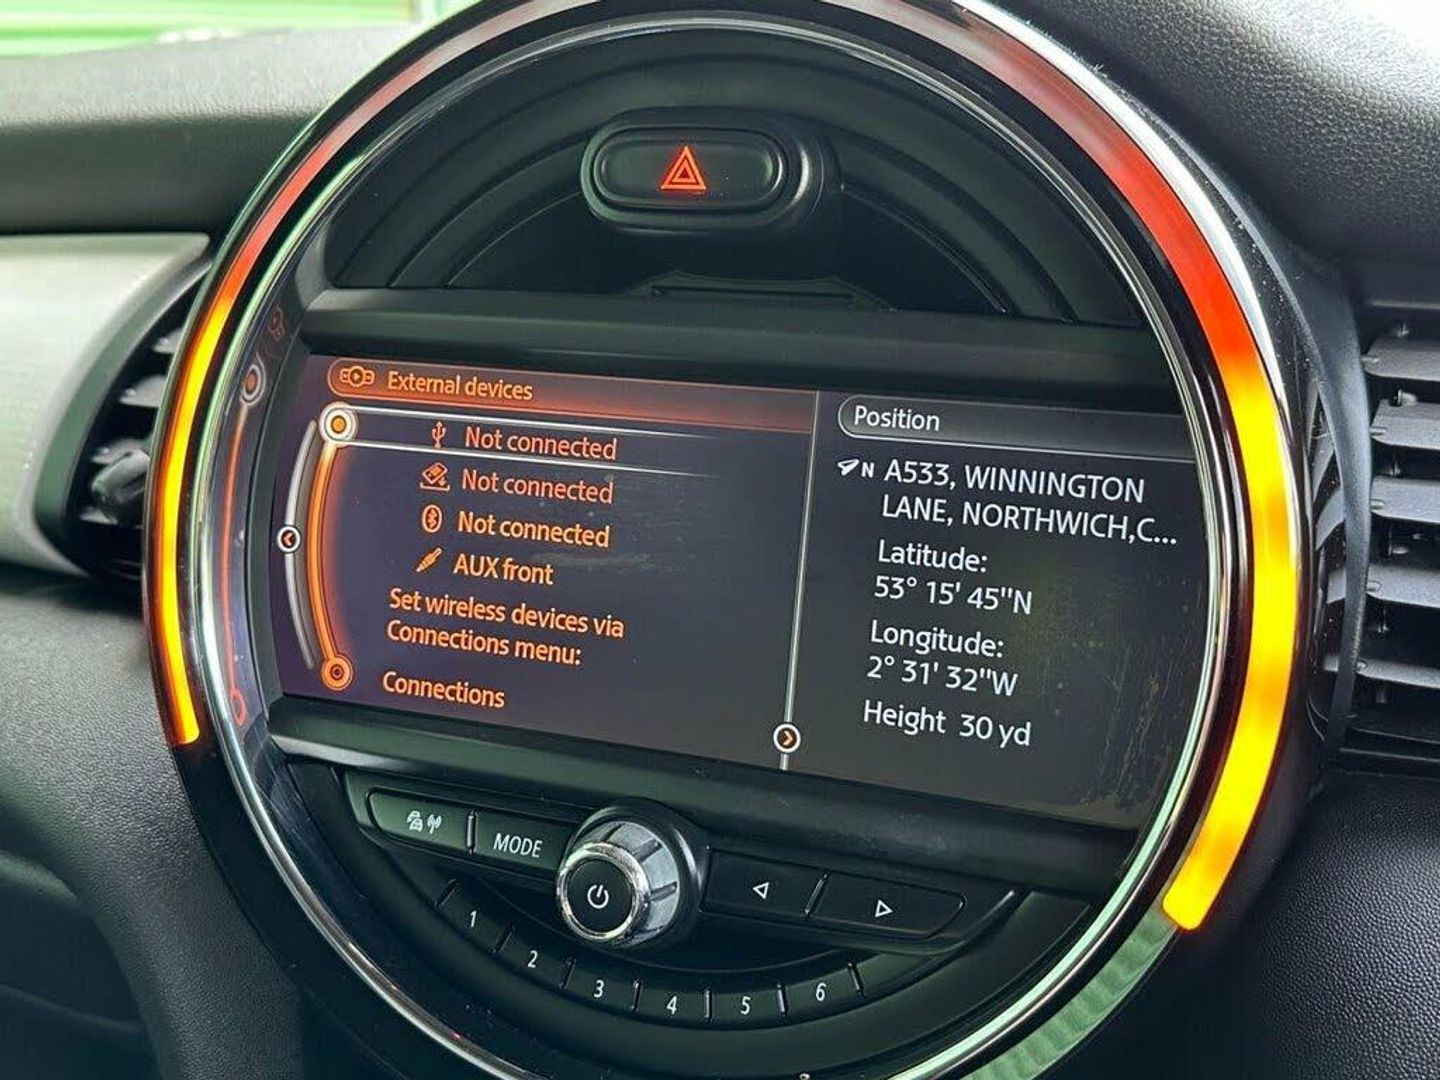 External devices
Not connected
Not connected
Not connected
AUX front
Set wireless devices via
Connections menu:
Connections
Position
N A533, WINNINGTON
LANE, NORTHWICH,C...
Latitude:
53° 15' 45"N
Longitude:
2° 31' 32"W
Height 30 yd
MODE
1
2
3
4
5
6